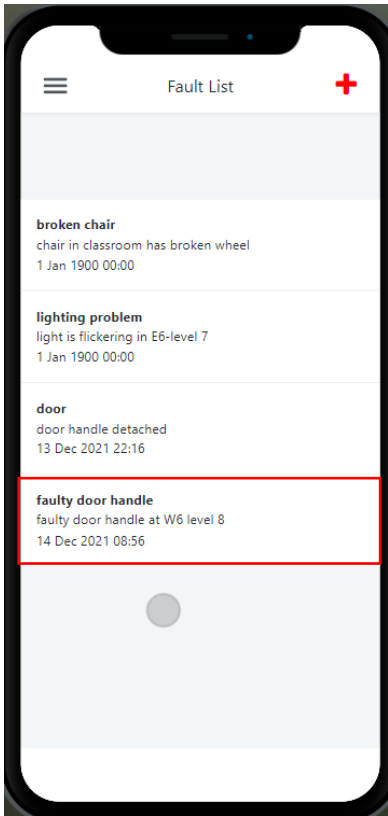 Fault List
broken chair
chair in classroom has broken wheel
1 Jan 1900 00:00
lighting problem
light is flickering in E6-level 7
1 Jan 1900 00:00
door
door handle detached
13 Dec 2021 22:16
faulty door handle
faulty door handle at W6 level 8
14 Dec 2021 08:56